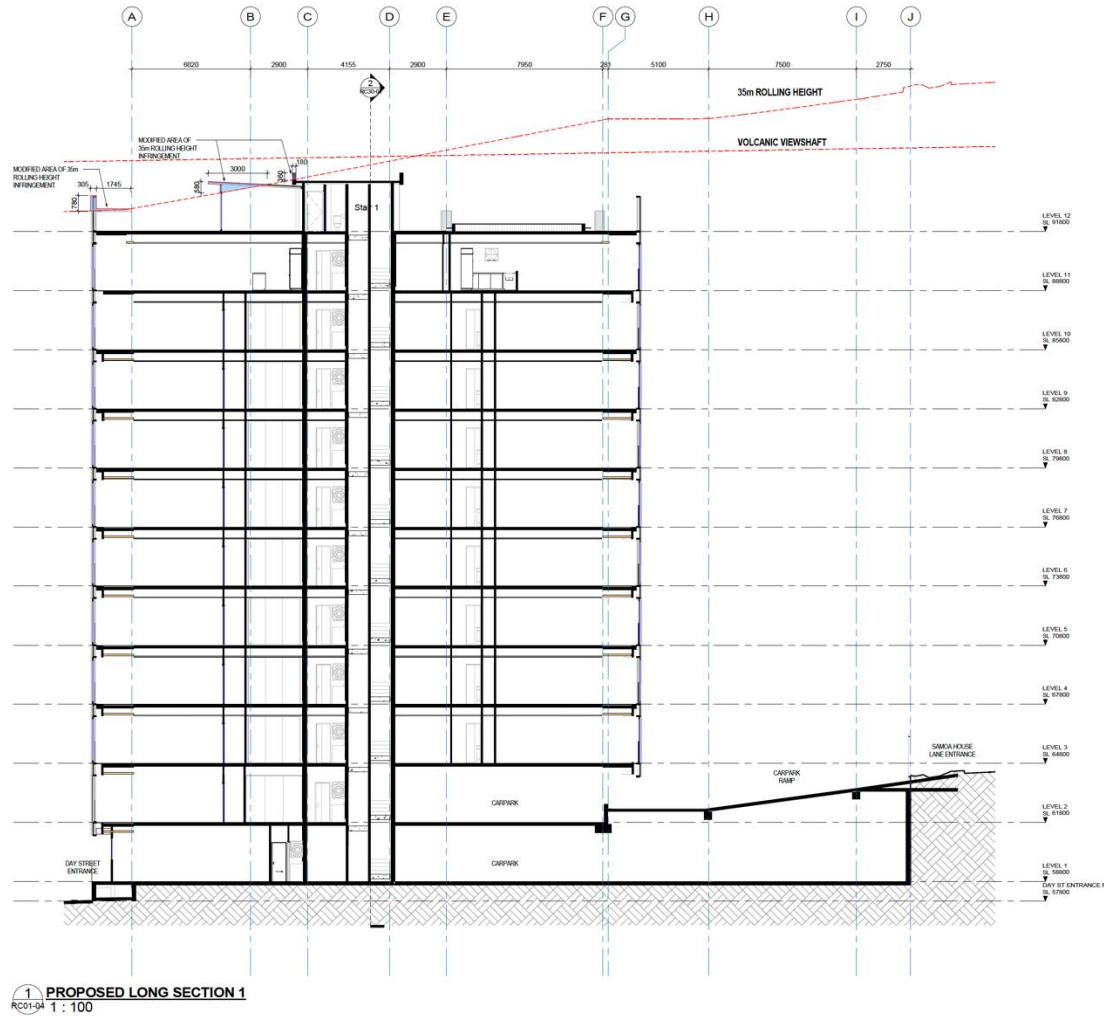 A B C D E F G H I J
6020 2900 4155 2900 7950 283 5100 7500 2750
2
35m ROLLING HEIGHT
VOLCANIC VIEWSHAFT
MODIFIED AREA OF
35m ROLLING HEIGHT
INFRINGEMENT
180
3000
360
580
MODIFIED AREA OF 35m
ROLLING HEIGHT
INFRINGEMENT
305 1745
780
Stair 1
LEVEL 12
SL 91800
LEVEL 11
SL 88800
LEVEL 10
SL 85800
LEVEL 9
SL 82800
LEVEL 8
SL 79800
LEVEL 7
SL 76800
LEVEL 6
SL 73800
LEVEL 5
SL 70800
LEVEL 4
SL 67800
LEVEL 3
SL 64800
SAMOA HOUSE
LANE ENTRANCE
CARPARK
RAMP
CARPARK
LEVEL 2
SL 61800
DAY STREET
ENTRANCE
CARPARK
LEVEL 1
SL 58800
DAY ST ENTRANCE F
SL 57800
1 PROPOSED LONG SECTION 1
RC01-04 1 : 100